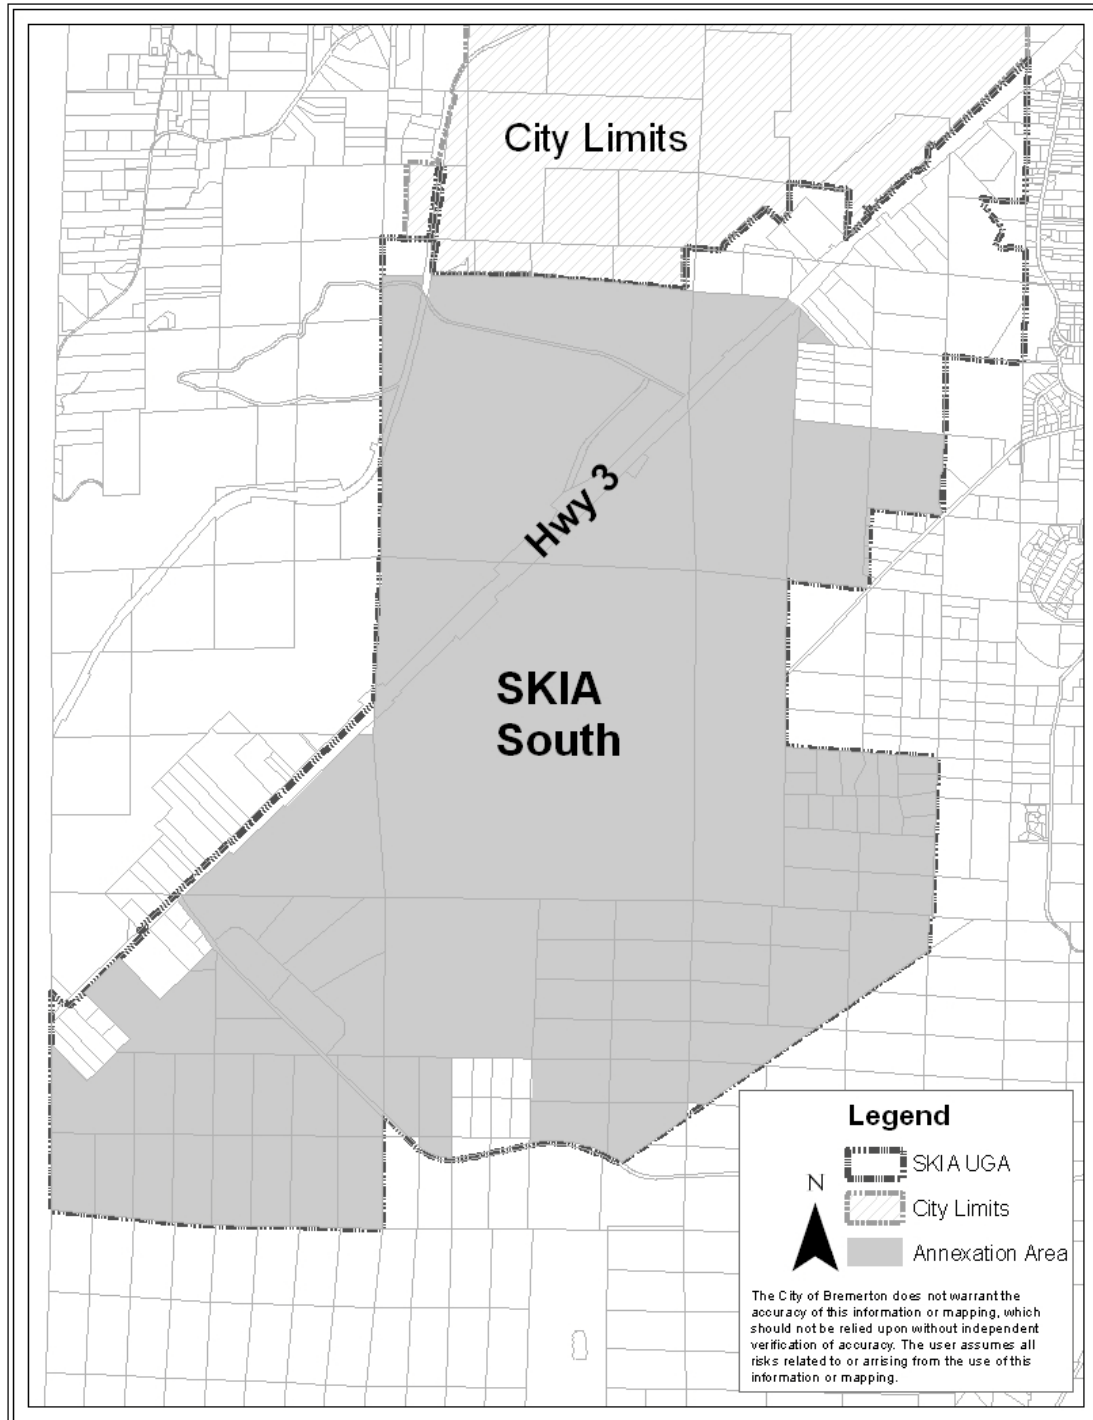 City Limits
Hwy 3
SKIA
South
Legend
SKIA UGA
City Limits
Annexation Area
N
The City of Bremerton does not warrant the
accuracy of this information or mapping, which
should not be relied upon without independent
verification of accuracy. The user assumes all
risks related to or arrising from the use of this
information or mapping.